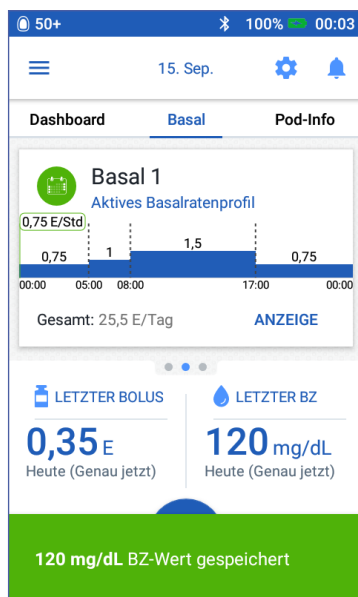 50+ 100% 00:03
15. Sep.
Dashboard Basal Pod-Info
Basal 1
Aktives Basalratenprofil
0,75 E/Std
0,75 1 1,5 0,75
00:00 05:00 08:00 17:00 00:00
Gesamt: 25,5 E/Tag ANZEIGE
LETZTER BOLUS LETZTER BZ
0,35 E 120 mg/dL
Heute (Genau jetzt) Heute (Genau jetzt)
120 mg/dL BZ-Wert gespeichert